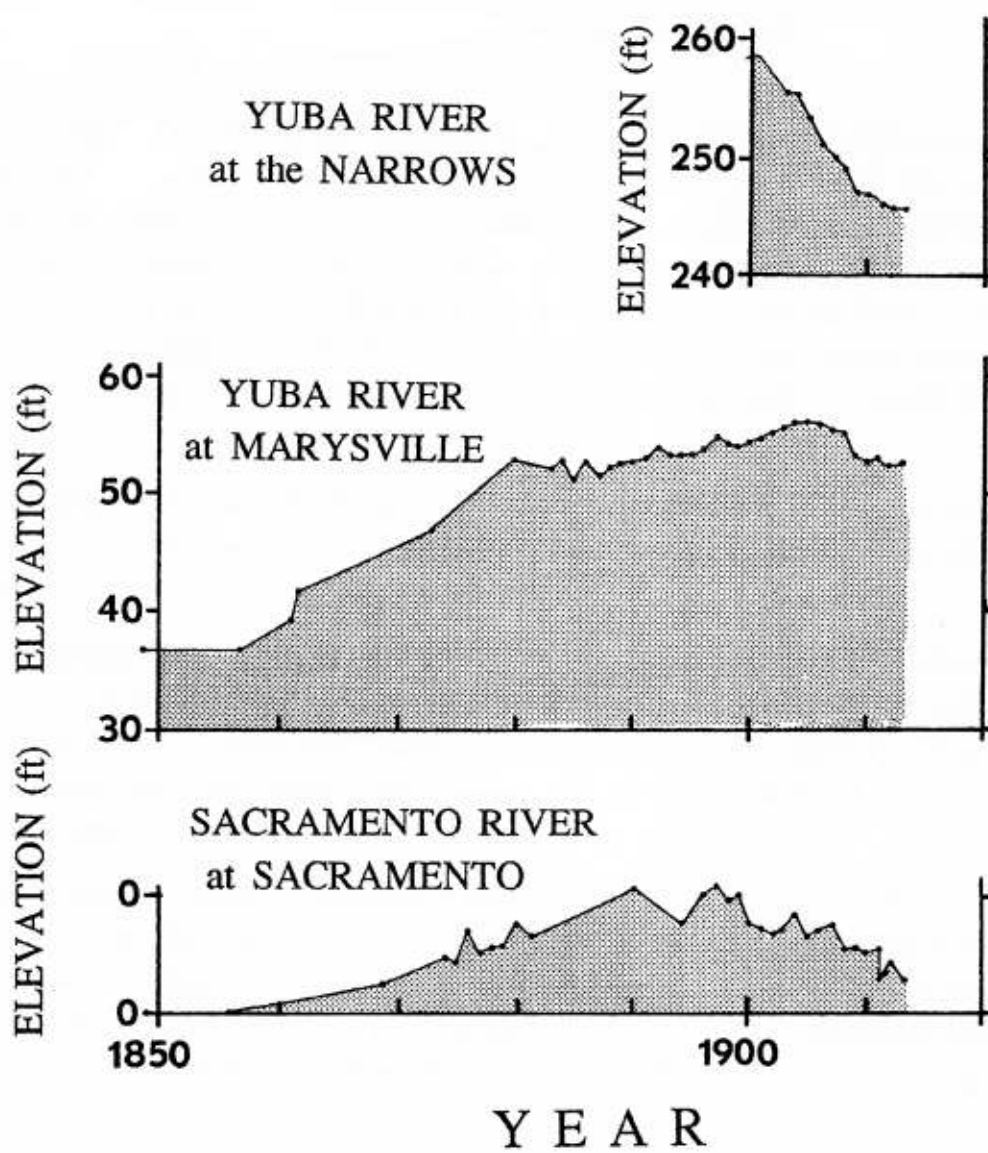 ELEVATION (ft)
260
250
240
YUBA RIVER
at the NARROWS
ELEVATION (ft)
60
50
40
30
YUBA RIVER
at MARYSVILLE
ELEVATION (ft)
0
0
SACRAMENTO RIVER
at SACRAMENTO
1850
1900
YEAR